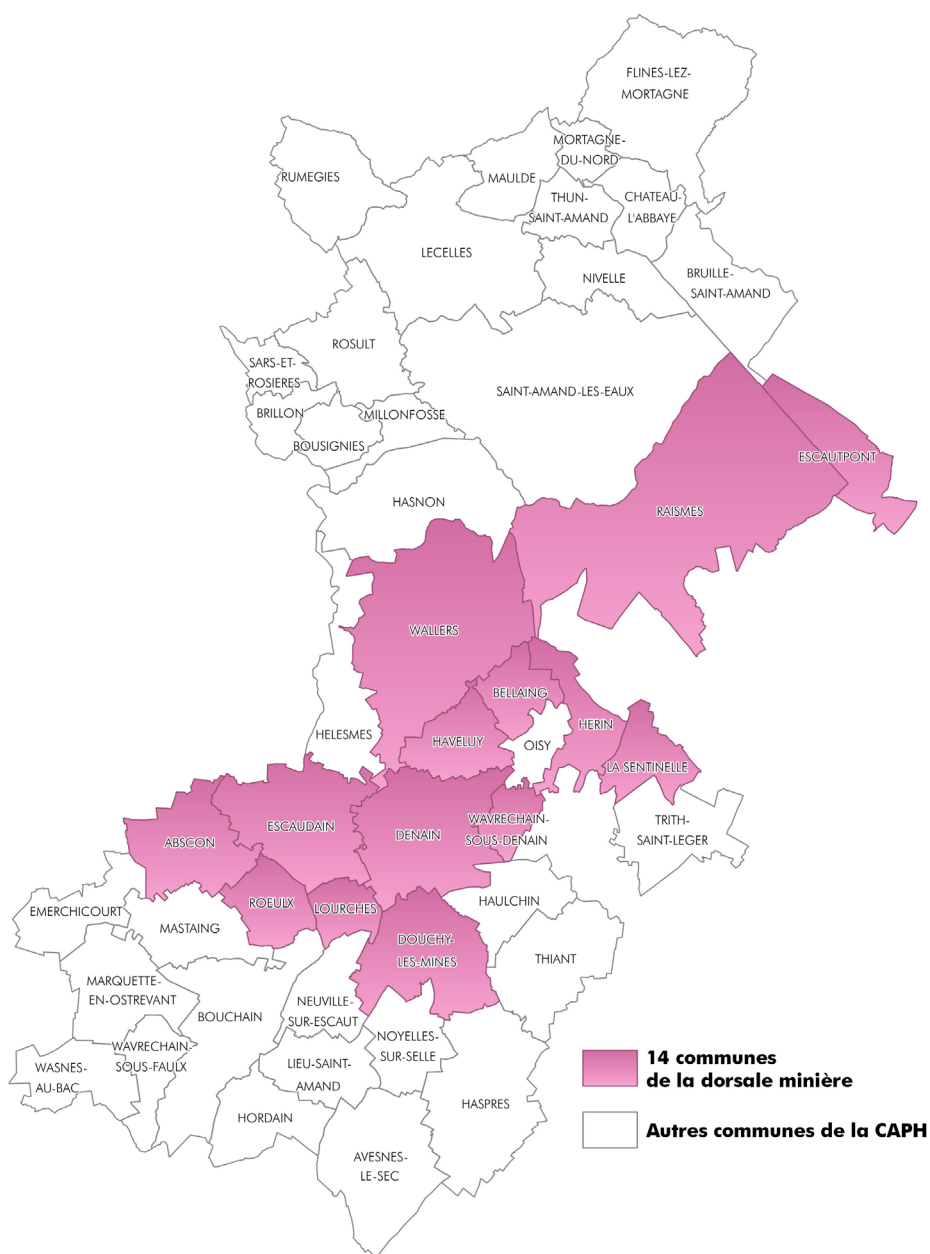 FLINES-LEZ-
MORTAGNE
MORTAGNE-
DU-NORD
RUMEGIES
MAULDE
THUN-
SAINT-AMAND
CHATEAU-
L'ABBAYE
LECELLES
NIVELLE
BRUILLE-
SAINT-AMAND
ROSULT
SARS-ET-
ROSIERES
SAINT-AMAND-LES-EAUX
BRILLON
MILLONFOSSE
BOUSIGNIES
ESCAUTPONT
HASNON
RAISMES
WALLERS
BELLAING
HERIN
HELESMES
HAVELUY
OISY
LA SENTINELLE
ESCAUDAIN
DENAIN
WAVRECHAIN-
SOUS-DENAIN
TRITH-
SAINT-LEGER
ABSCON
ROEULX
LOURCHES
HAULCHIN
EMERCHICOURT
MASTAING
DOUCHY-
LES-MINES
THIANT
MARQUETTE-
EN-OSTREVANT
BOUCHAIN
NEUVILLE-
SUR-ESCAUT
NOYELLES-
SUR-SELLE
WAVRECHAIN-
SOUS-FAULX
WASNES-
AU-BAC
LIEU-SAINT-
AMAND
HASPRES
HORDAIN
AVESNES-
LE-SEC
14 communes
de la dorsale minière
Autres communes de la CAPH